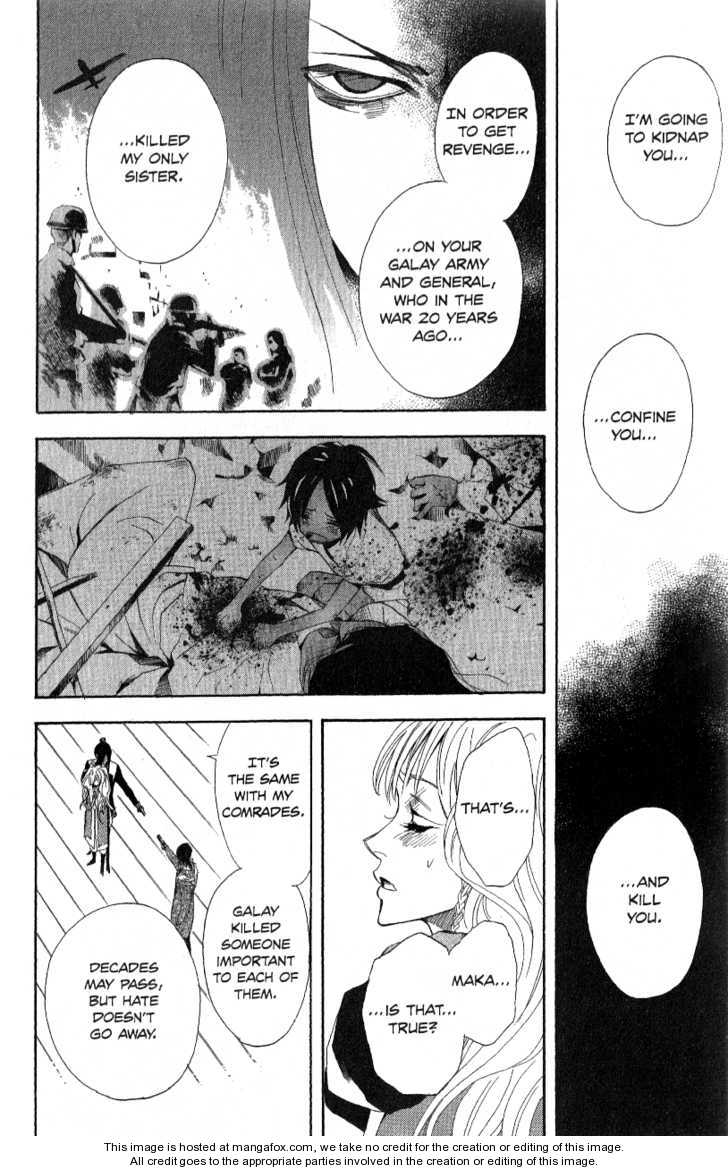 I'M GOING
TO KIDNAP
YOU...
...CONFINE
YOU...
...AND
KILL
YOU.
IN ORDER
TO GET
REVENGE...
...ON YOUR
GALAY ARMY
AND GENERAL,
WHO IN THE
WAR 20 YEARS
AGO...
...KILLED
MY ONLY
SISTER.
THAT'S...
MAKA...
...IS THAT...
TRUE?
IT'S
THE SAME
WITH MY
COMRADES.
GALAY
KILLED
SOMEONE
IMPORTANT
TO EACH OF
THEM.
DECADES
MAY PASS,
BUT HATE
DOESN'T
GO AWAY.
This image is hosted at mangafox.com, we take no credit for the creation or editing of this image.
All credit goes to the appropriate parties involved in the creation or editing of this image.